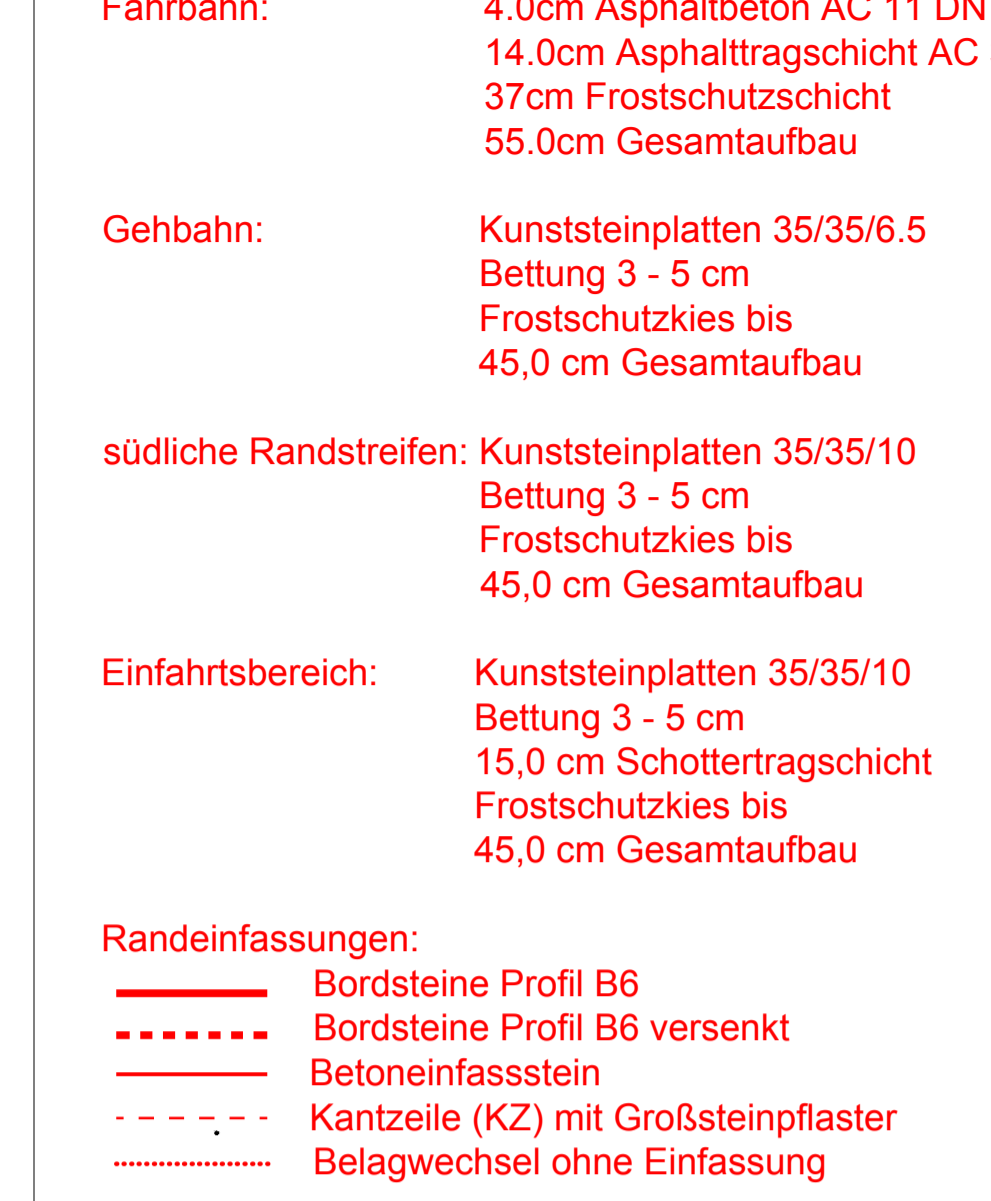 Fahrbahn: 4.0cm Asphaltbeton AC 11 DN
14.0cm Asphalttragschicht AC
37cm Frostschutzschicht
55.0cm Gesamtaufbau
Gehbahn: Kunststeinplatten 35/35/6.5
Bettung 3 - 5 cm
Frostschutzkies bis
45,0 cm Gesamtaufbau
südliche Randstreifen: Kunststeinplatten 35/35/10
Bettung 3 - 5 cm
Frostschutzkies bis
45,0 cm Gesamtaufbau
Einfahrtsbereich: Kunststeinplatten 35/35/10
Bettung 3 - 5 cm
15,0 cm Schottertragschicht
Frostschutzkies bis
45,0 cm Gesamtaufbau
Randeinfassungen:
Bordsteine Profil B6
Bordsteine Profil B6 versenkt
Betoneinfassstein
Kantzeile (KZ) mit Großsteinpflaster
Belagwechsel ohne Einfassung